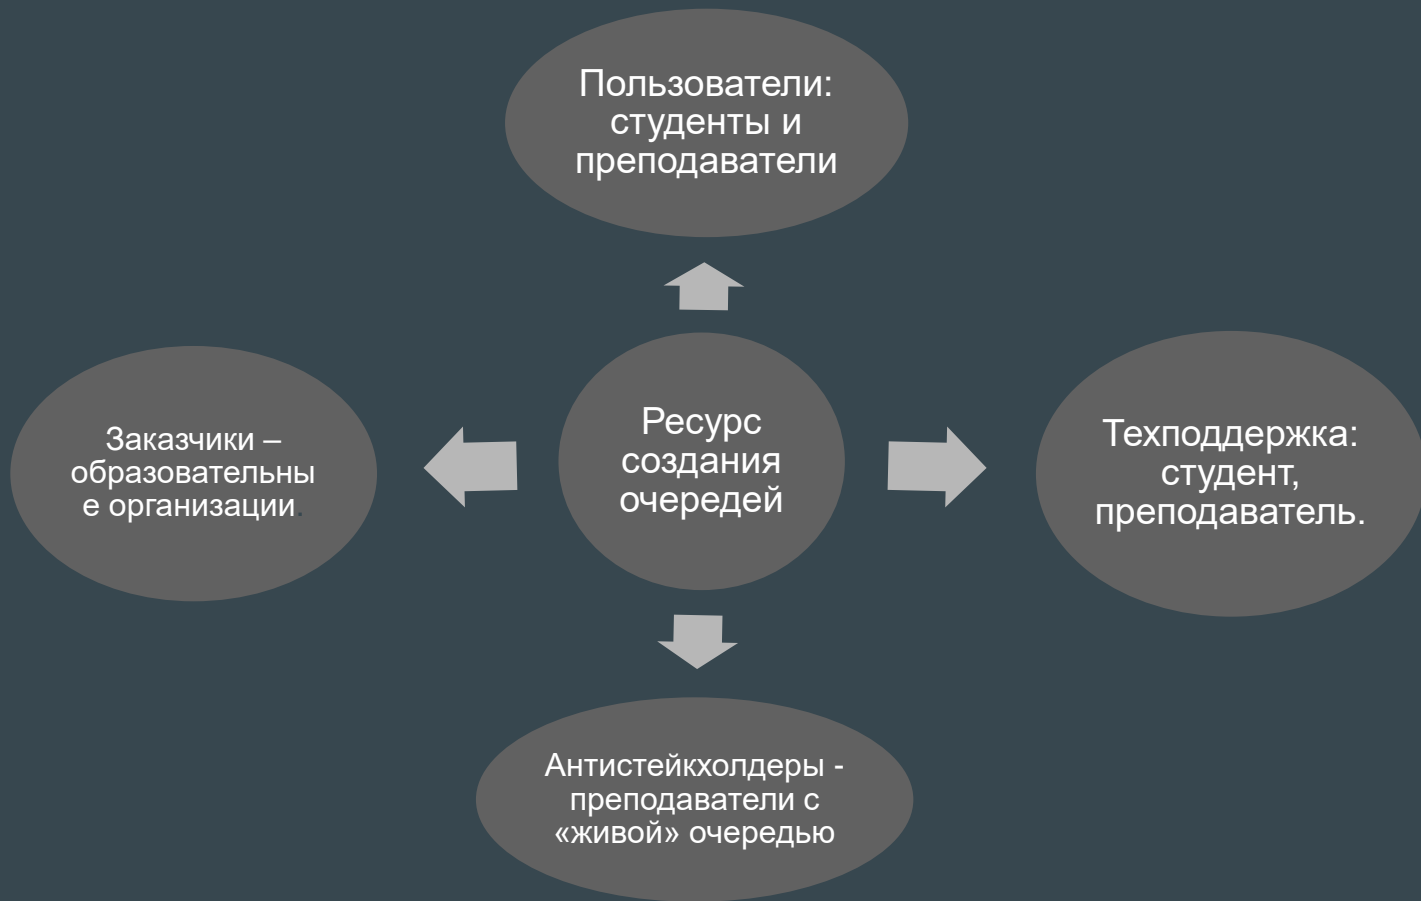 Пользователи:
студенты и
преподаватели
Заказчики –
образовательны
е организации.
Ресурс
создания
очередей
Техподдержка:
студент,
преподаватель.
Антистейкхолдеры -
преподаватели с
«живой» очередью